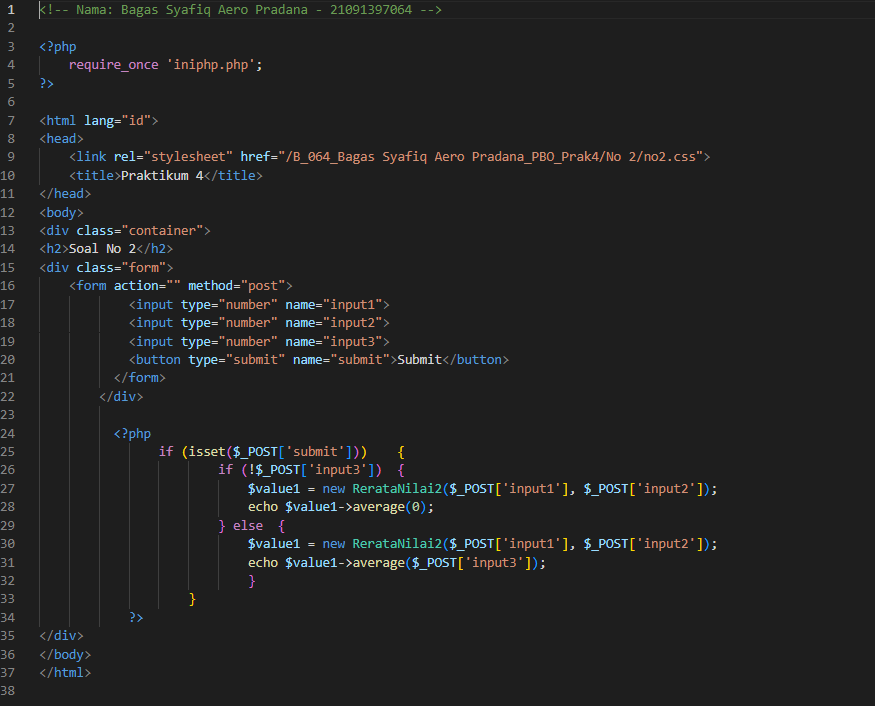 1 <!-- Nama: Bagas Syafiq Aero Pradana - 21091397064 -->
2
3 <?php
4     require_once 'iniphp.php';
5 ?>
6
7 <html lang="id">
8 <head>
9     <link rel="stylesheet" href="/B_064_Bagas Syafiq Aero Pradana_PBO_Prak4/No 2/no2.css">
10     <title>Praktikum 4</title>
11 </head>
12 <body>
13 <div class="container">
14 <h2>Soal No 2</h2>
15 <div class="form">
16     <form action="" method="post">
17             <input type="number" name="input1">
18             <input type="number" name="input2">
19             <input type="number" name="input3">
20             <button type="submit" name="submit">Submit</button>
21           </form>
22         </div>
23
24           <?php
25                 if (isset($_POST['submit']))    {
26                         if (!$_POST['input3'])  {
27                             $value1 = new RerataNilai2($_POST['input1'], $_POST['input2']);
28                             echo $value1->average(0);
29                         } else  {
30                             $value1 = new RerataNilai2($_POST['input1'], $_POST['input2']);
31                             echo $value1->average($_POST['input3']);
32                             }
33                     }
34             ?>
35 </div>
36 </body>
37 </html>
38